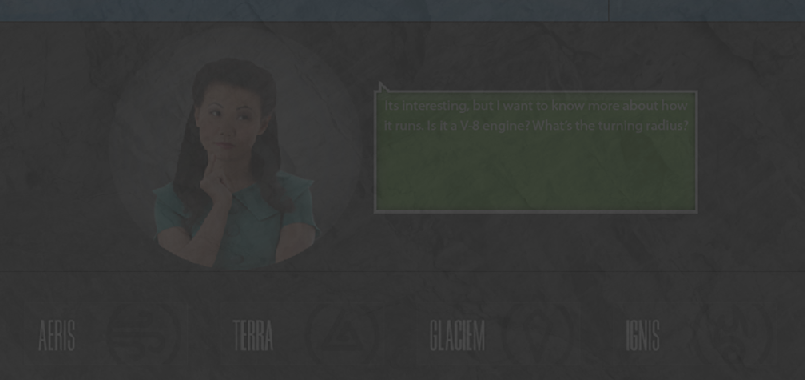 Its Interesting, but I want to know more about how
it runs. Is it a V-8 engine? What's the turning radius?
AERIS
TERRA
GLACIEM
IGNIS